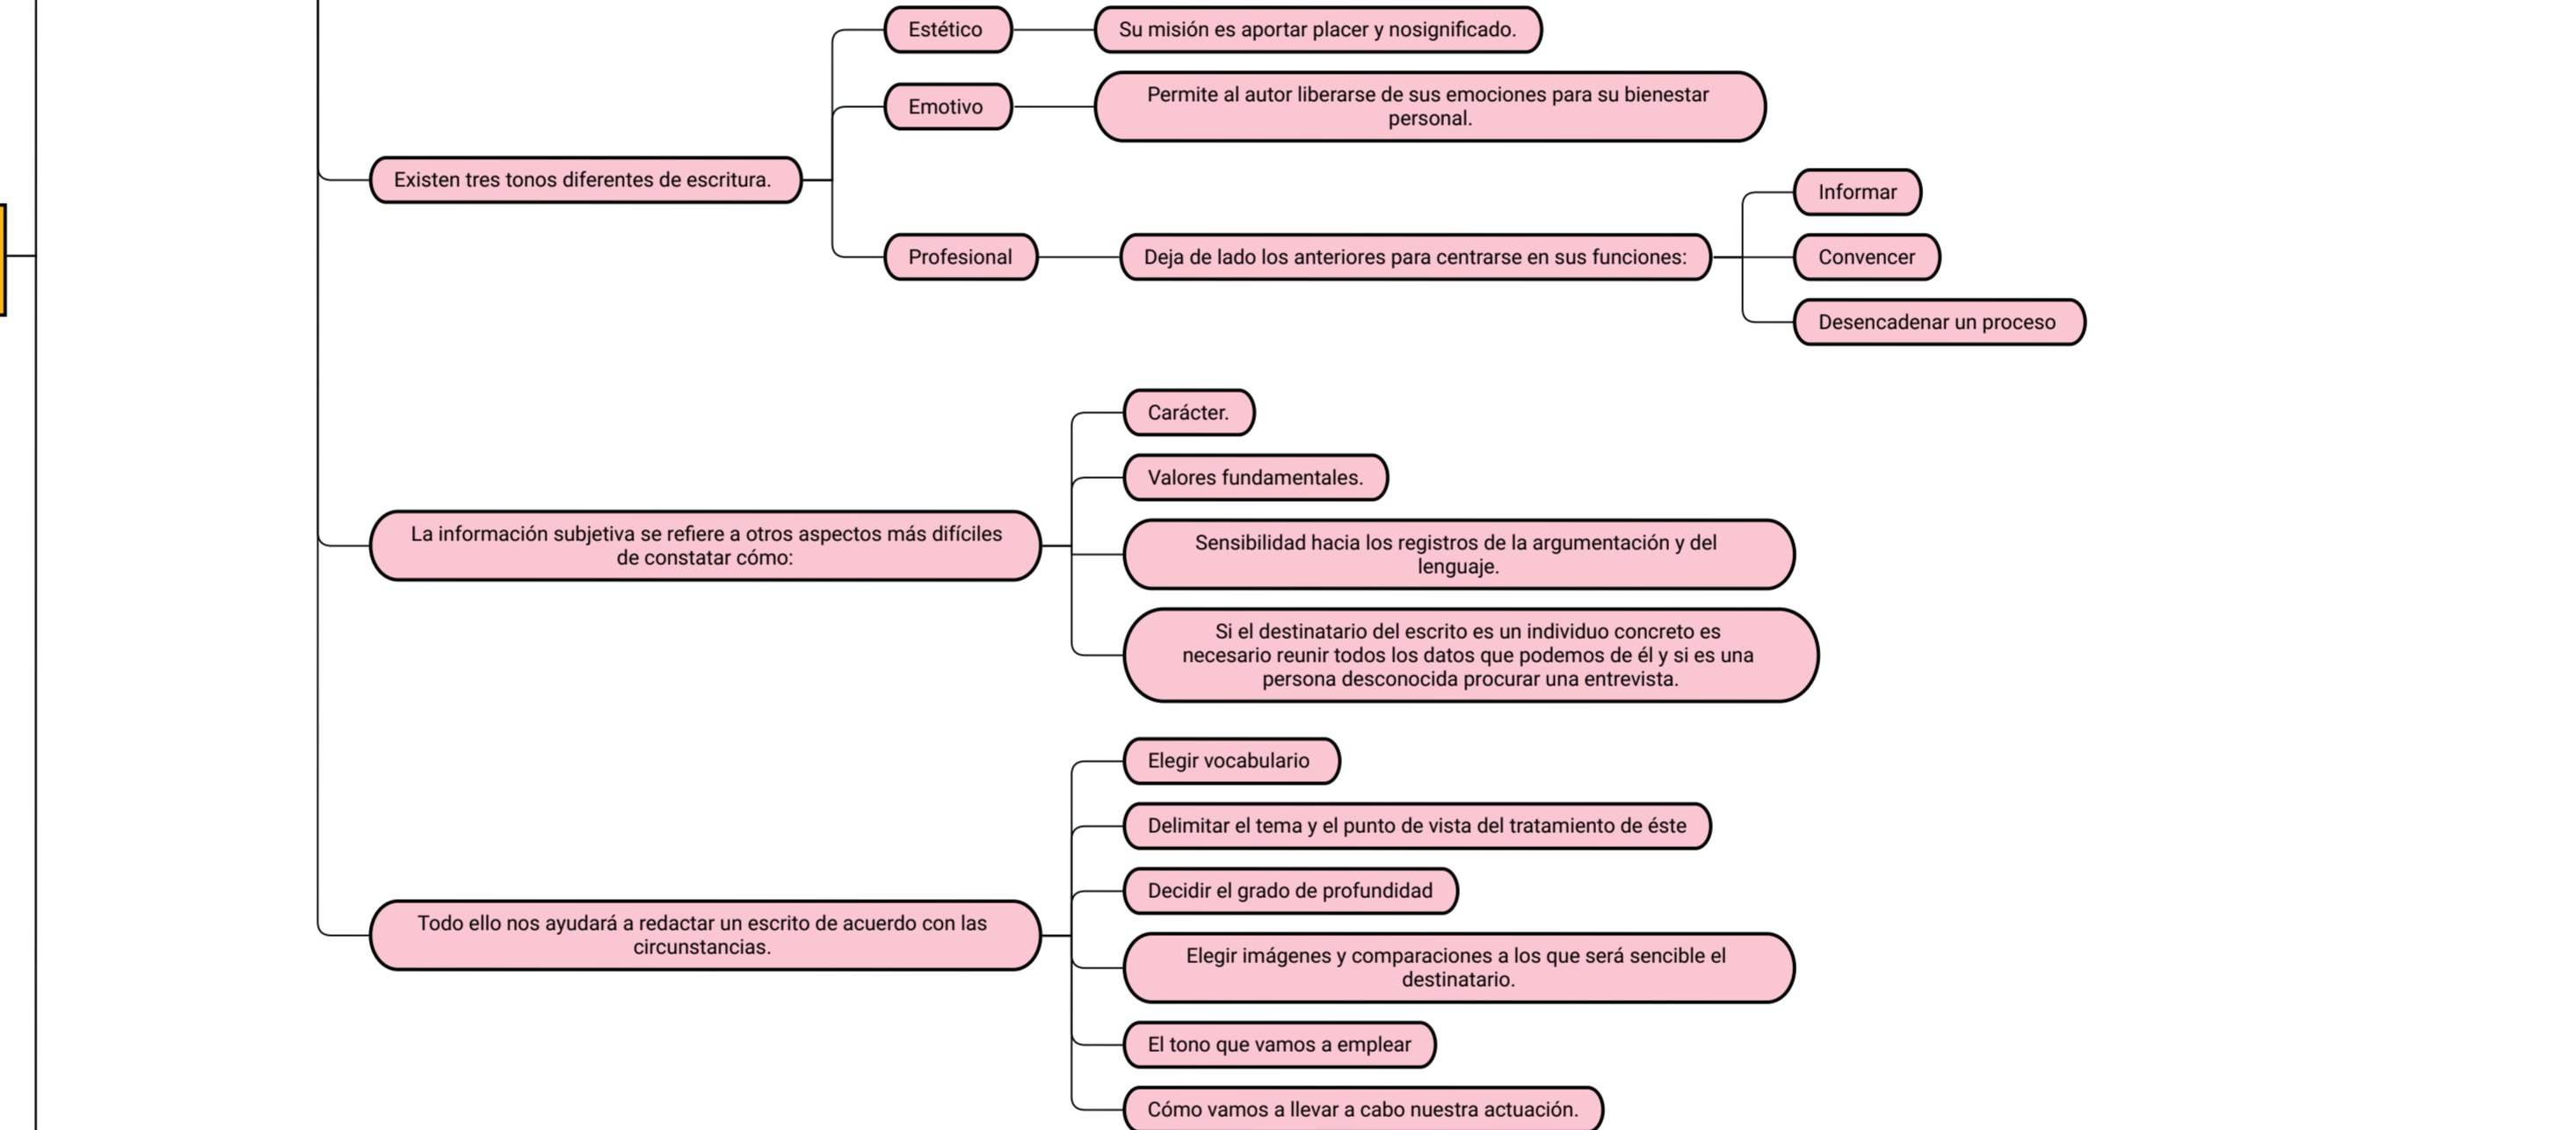 Existen tres tonos diferentes de escritura.
Estético
Su misión es aportar placer y nosignificado.
Emotivo
Permite al autor liberarse de sus emociones para su bienestar
personal.
Profesional
Deja de lado los anteriores para centrarse en sus funciones:
Informar
Convencer
Desencadenar un proceso
La información subjetiva se refiere a otros aspectos más difíciles
de constatar cómo:
Carácter.
Valores fundamentales.
Sensibilidad hacia los registros de la argumentación y del
lenguaje.
Si el destinatario del escrito es un individuo concreto es
necesario reunir todos los datos que podemos de él y si es una
persona desconocida procurar una entrevista.
Todo ello nos ayudará a redactar un escrito de acuerdo con las
circunstancias.
Elegir vocabulario
Delimitar el tema y el punto de vista del tratamiento de éste
Decidir el grado de profundidad
Elegir imágenes y comparaciones a los que será sencible el
destinatario.
El tono que vamos a emplear
Cómo vamos a llevar a cabo nuestra actuación.